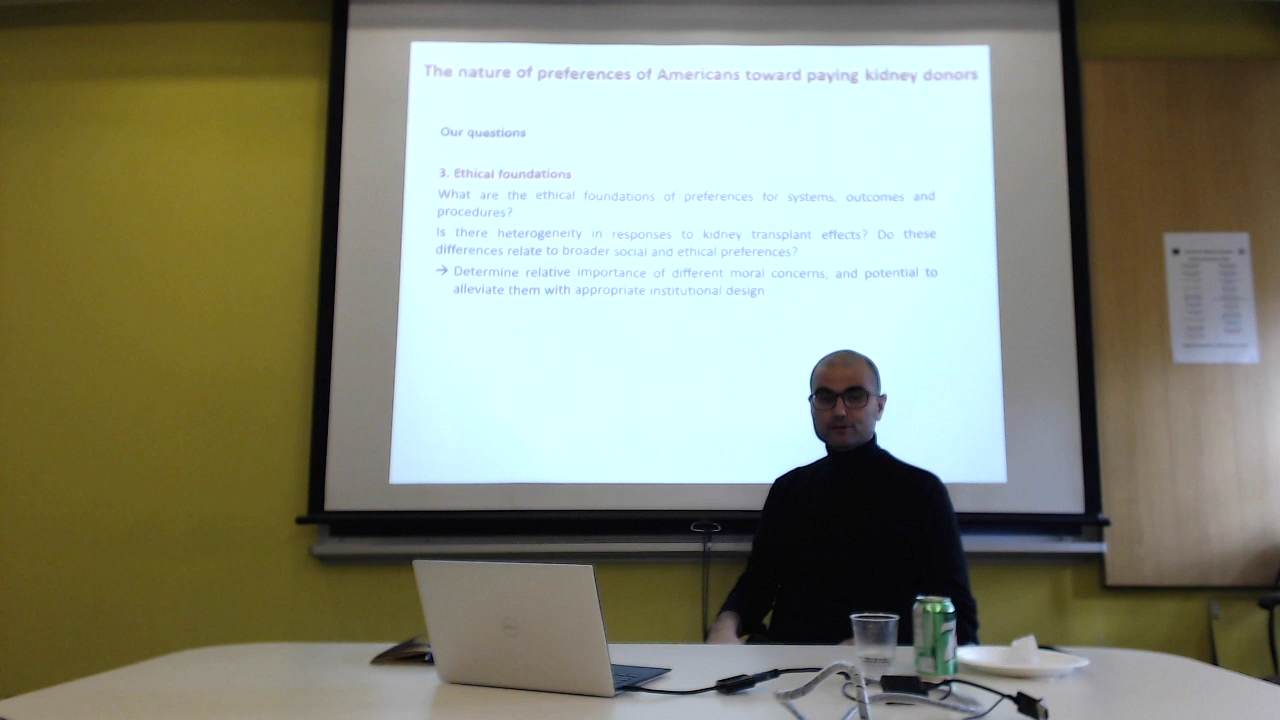 The nature of preferences of Americans toward paying kidney donors
Our questions
3. Ethical foundations
What are the ethical foundations of preferences for systems, outcomes and
procedures?
Is there heterogeneity in responses to kidney transplant effects? Do these
differences relate to broader social and ethical preferences?
→ Determine relative importance of different moral concerns, and potential to
alleviate them with appropriate institutional design